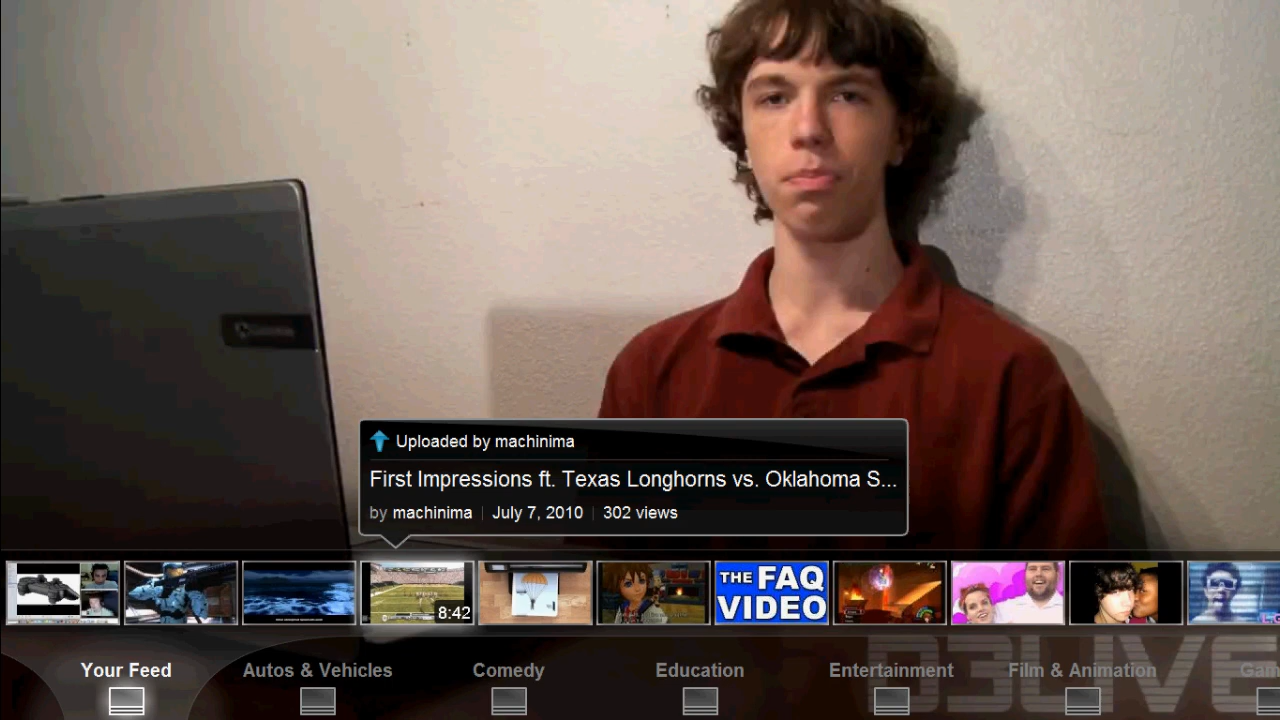 Uploaded by machinima
First Impressions ft. Texas Longhorns vs. Oklahoma S...
by machinima | July 7, 2010 | 302 views
8:42
THE FAQ
VIDEO
Your Feed
Autos & Vehicles
Comedy
Education
Entertainment
Film & Animation
Gam